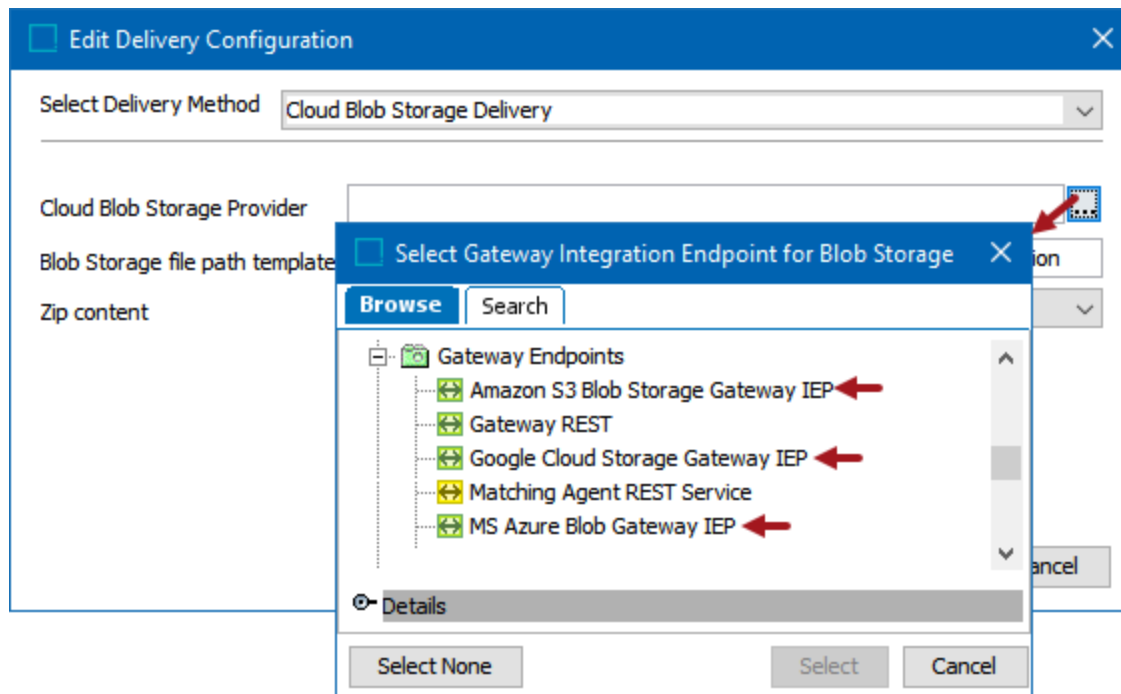 Edit Delivery Configuration
Select Delivery Method Cloud Blob Storage Delivery
Cloud Blob Storage Provider ...
Blob Storage file path template ion
Zip content
Select Gateway Integration Endpoint for Blob Storage
Browse Search
Gateway Endpoints
Amazon S3 Blob Storage Gateway IEP
Gateway REST
Google Cloud Storage Gateway IEP
Matching Agent REST Service
MS Azure Blob Gateway IEP
ancel
Details
Select None Select Cancel